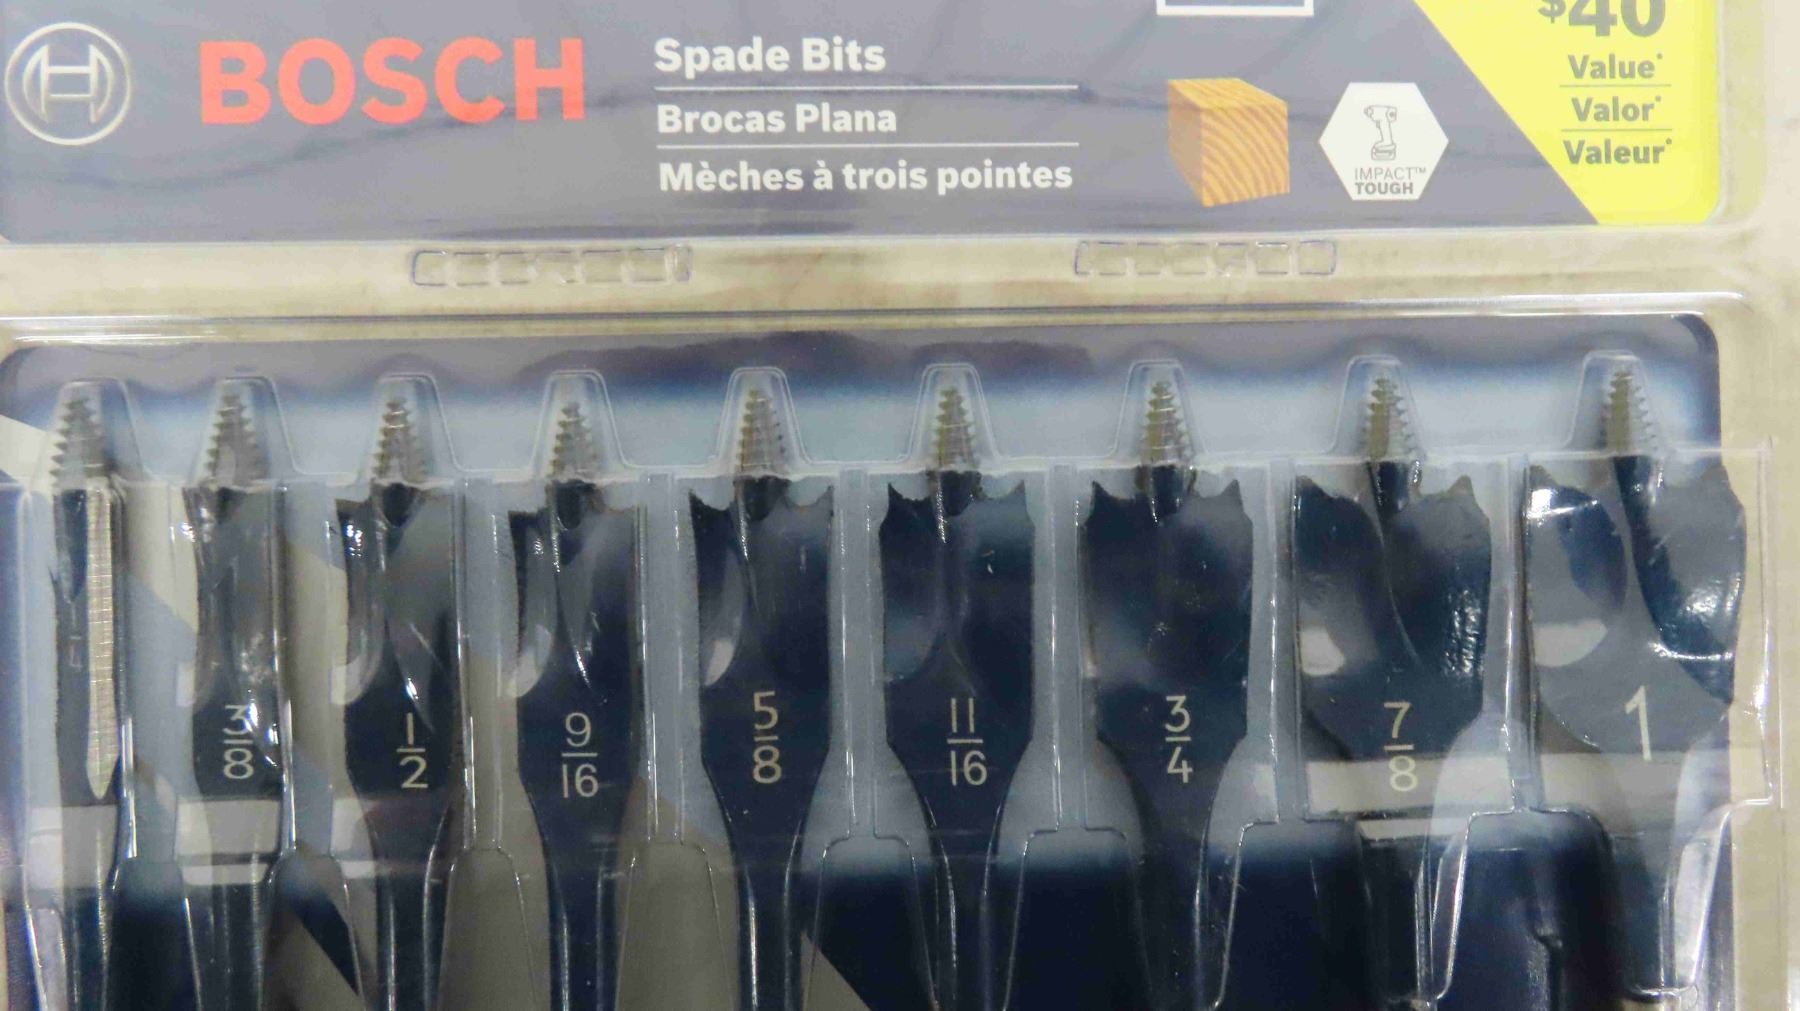 BOSCH
Spade Bits
Brocas Plana
Mèches à trois pointes
IMPACT™
TOUGH
$40
Value*
Valor*
Valeur*
3/8
1/2
9/16
5/8
11/16
3/4
7/8
1